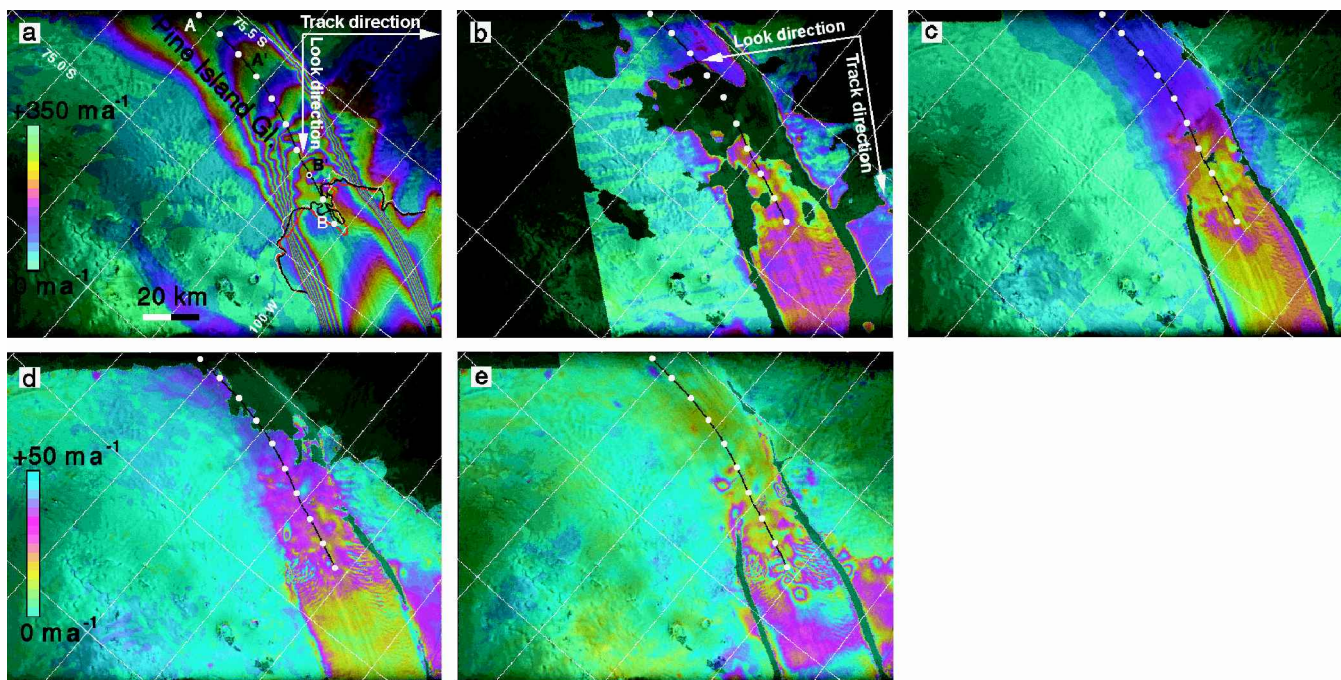 a
A
75.5 S
Track direction
75.0 S
Pine Island Gl.
A'
Look direction
+350 ma-1
B'
B
0 ma-1
20 km
100 W
b
Look direction
Track direction
c
d
+50 ma-1
0 ma-1
e